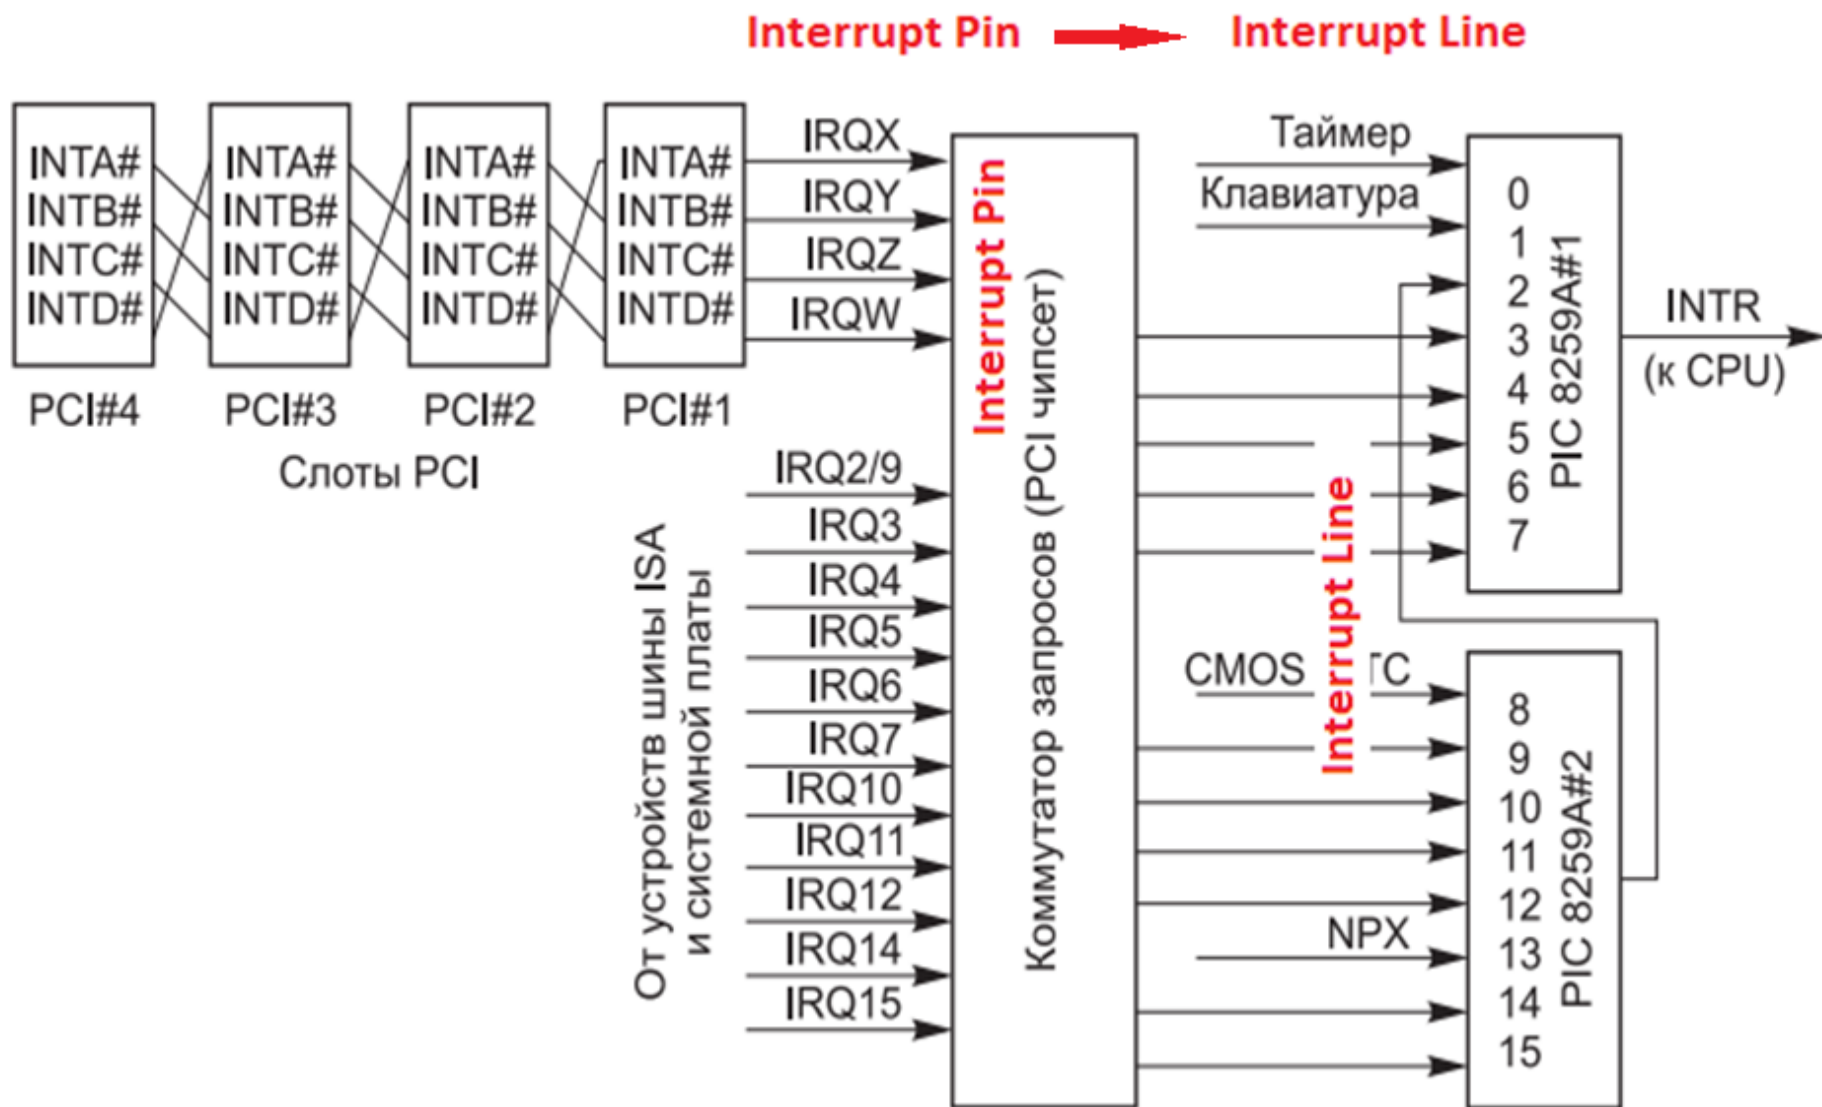 Interrupt Pin Interrupt Line
INTA#
INTB#
INTC#
INTD#
PCI#4
INTA#
INTB#
INTC#
INTD#
PCI#3
INTA#
INTB#
INTC#
INTD#
PCI#2
INTA#
INTB#
INTC#
INTD#
PCI#1
Слоты PCI
IRQX
IRQY
IRQZ
IRQW
От устройств шины ISA
и системной платы
IRQ2/9
IRQ3
IRQ4
IRQ5
IRQ6
IRQ7
IRQ10
IRQ11
IRQ12
IRQ14
IRQ15
Interrupt Pin
Коммутатор запросов (PCI чипсет)
Таймер
Клавиатура
Interrupt Line
CMOS
NPX
0
1
2
3
4
5
6
7
PIC 8259A#1
INTR
(к CPU)
8
9
10
11
12
13
14
15
PIC 8259A#2